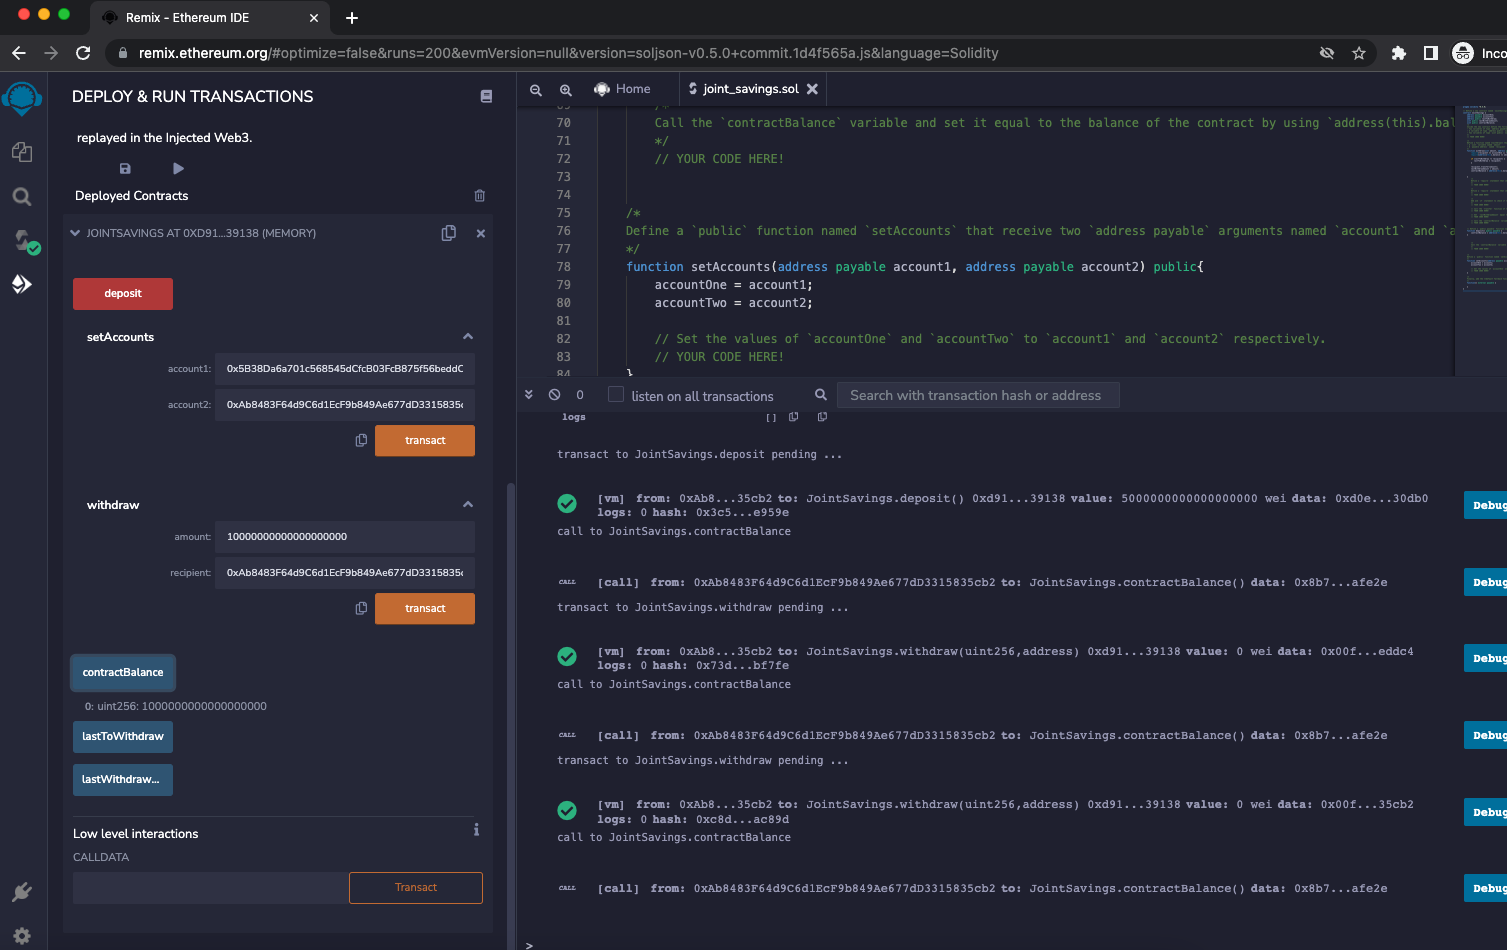 Remix - Ethereum IDE
remix.ethereum.org/#optimize=false&runs=200&evmVersion=null&version=soljson-v0.5.0+commit.1d4f565a.js&language=Solidity
Inco
DEPLOY & RUN TRANSACTIONS
replayed in the Injected Web3.
Deployed Contracts
JOINTSAVINGS AT 0XD91...39138 (MEMORY)
deposit
setAccounts
account1: 0x5B38Da6a701c568545dCfcB03FcB875f56beddC
account2: 0xAb8483F64d9C6d1EcF9b849Ae677dD3315835c
transact
withdraw
amount: 10000000000000000000
recipient: 0xAb8483F64d9C6d1EcF9b849Ae677dD3315835c
transact
contractBalance
0: uint256: 1000000000000000000
lastToWithdraw
lastWithdraw...
Low level interactions
CALLDATA
Transact
Home
joint_savings.sol
69 /*
70 Call the `contractBalance` variable and set it equal to the balance of the contract by using `address(this).bal
71 */
72 // YOUR CODE HERE!
73
74
75 /*
76 Define a `public` function named `setAccounts` that receive two `address payable` arguments named `account1` and `a
77 */
78 function setAccounts(address payable account1, address payable account2) public{
79 accountOne = account1;
80 accountTwo = account2;
81
82 // Set the values of `accountOne` and `accountTwo` to `account1` and `account2` respectively.
83 // YOUR CODE HERE!
84 }
0 listen on all transactions Search with transaction hash or address
logs []
transact to JointSavings.deposit pending ...
[vm] from: 0xAb8...35cb2 to: JointSavings.deposit() 0xd91...39138 value: 5000000000000000000 wei data: 0xd0e...30db0
logs: 0 hash: 0x3c5...e959e
Debug
call to JointSavings.contractBalance
CALL [call] from: 0xAb8483F64d9C6d1EcF9b849Ae677dD3315835cb2 to: JointSavings.contractBalance() data: 0x8b7...afe2e
Debug
transact to JointSavings.withdraw pending ...
[vm] from: 0xAb8...35cb2 to: JointSavings.withdraw(uint256,address) 0xd91...39138 value: 0 wei data: 0x00f...eddc4
logs: 0 hash: 0x73d...bf7fe
Debug
call to JointSavings.contractBalance
CALL [call] from: 0xAb8483F64d9C6d1EcF9b849Ae677dD3315835cb2 to: JointSavings.contractBalance() data: 0x8b7...afe2e
Debug
transact to JointSavings.withdraw pending ...
[vm] from: 0xAb8...35cb2 to: JointSavings.withdraw(uint256,address) 0xd91...39138 value: 0 wei data: 0x00f...35cb2
logs: 0 hash: 0xc8d...ac89d
Debug
call to JointSavings.contractBalance
CALL [call] from: 0xAb8483F64d9C6d1EcF9b849Ae677dD3315835cb2 to: JointSavings.contractBalance() data: 0x8b7...afe2e
Debug
>